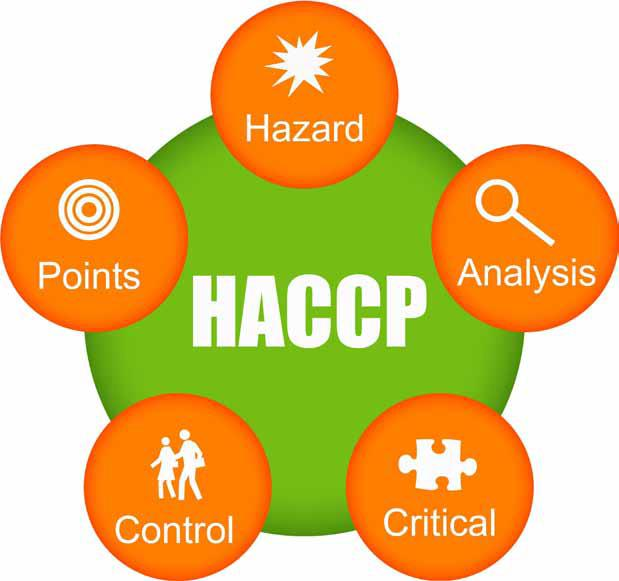 Hazard
Analysis
Critical
Control
Points
HACCP